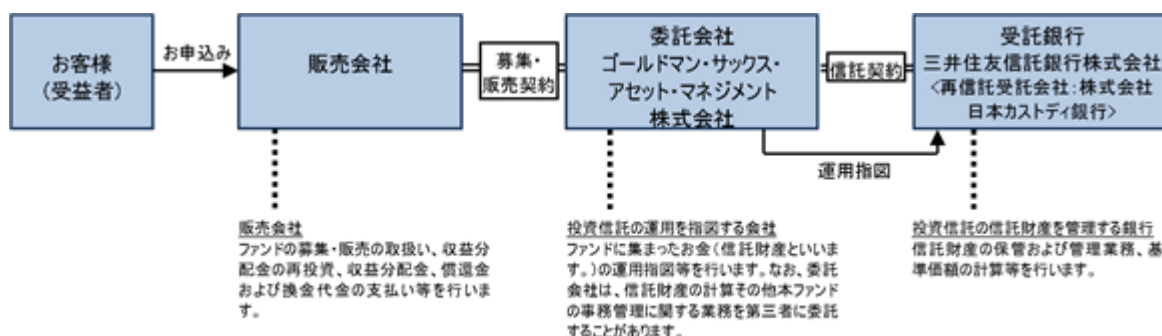 お客様
(受益者)
お申込み
販売会社
募集・
販売契約
委託会社
ゴールドマン・サックス・
アセット・マネジメント
株式会社
信託契約
受託銀行
三井住友信託銀行株式会社
<再信託受託会社:株式会社
日本カストディ銀行>
運用指図
販売会社
ファンドの募集・販売の取扱い、収益分
配金の再投資、収益分配金、償還金
および換金代金の支払い等を行いま
す。
投資信託の運用を指図する会社
ファンドに集まったお金(信託財産といいま
す。)の運用指図等を行います。なお、委託
会社は、信託財産の計算その他本ファンド
の事務管理に関する業務を第三者に委託
することがあります。
投資信託の信託財産を管理する銀行
信託財産の保管および管理業務、基
準価額の計算等を行います。